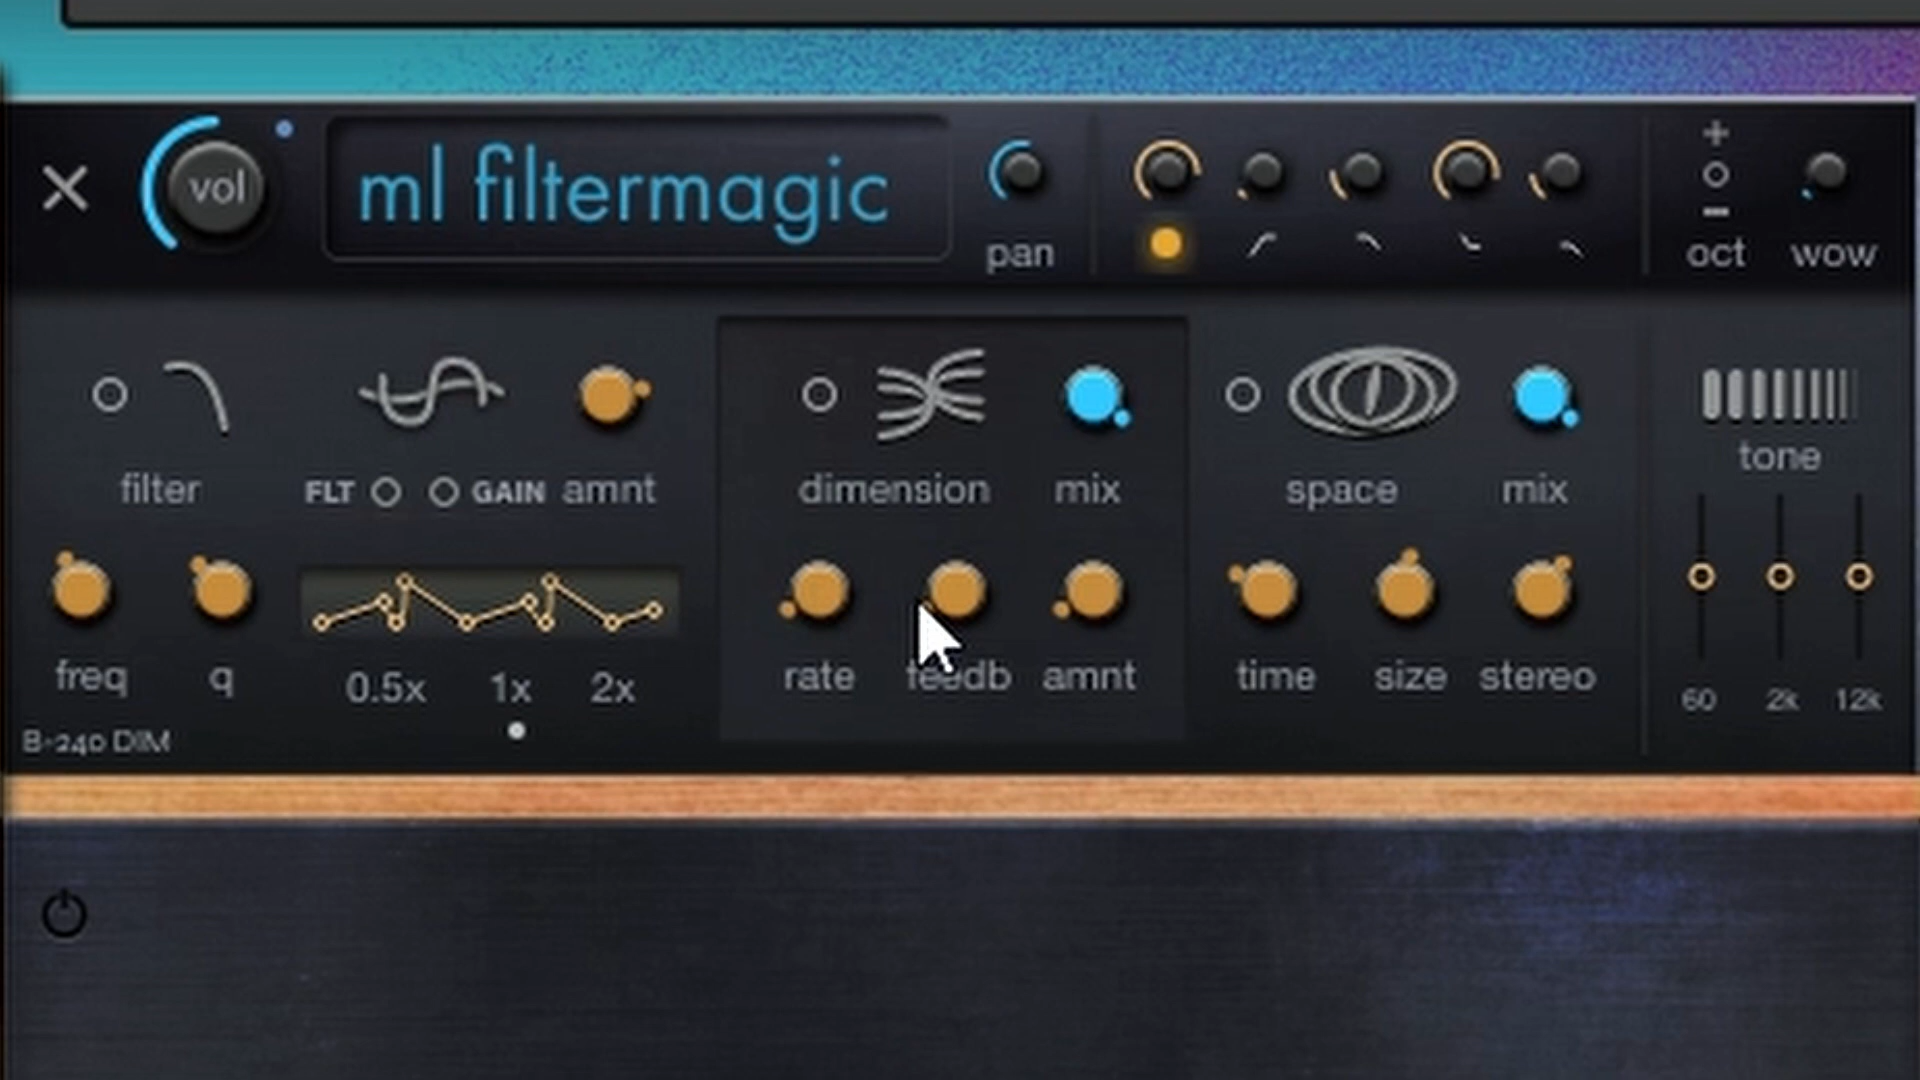 vol
ml filtermagic
pan
oct
wow
filter
FLT
GAIN
amnt
dimension
mix
space
mix
tone
freq
q
0.5x
1x
2x
rate
feedb
amnt
time
size
stereo
60
2k
12k
B-240 DIM